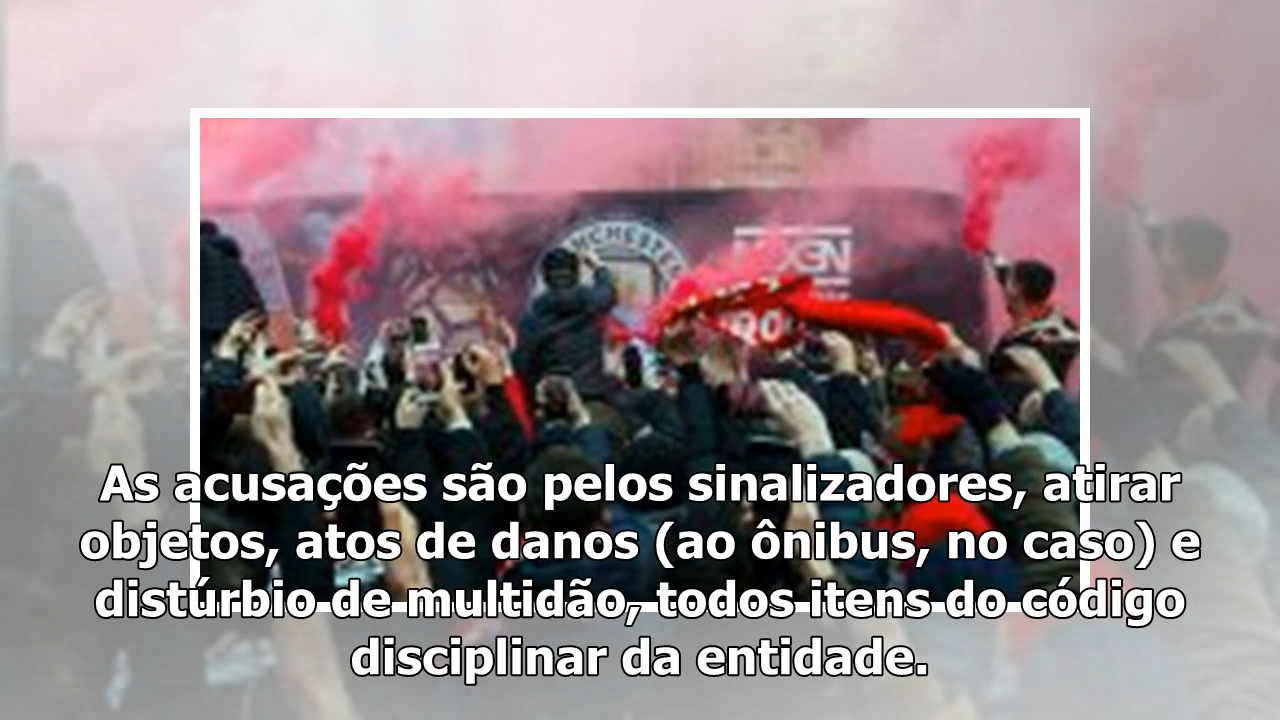 MANCHESTER
As acusações são pelos sinalizadores, atirar
objetos, atos de danos (ao ônibus, no caso) e
distúrbio de multidão, todos itens do código
disciplinar da entidade.